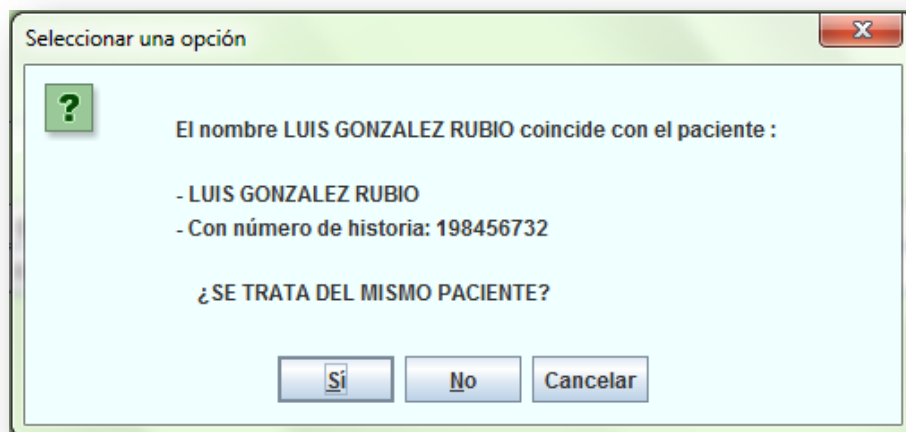 Seleccionar una opción
?
El nombre LUIS GONZALEZ RUBIO coincide con el paciente :
- LUIS GONZALEZ RUBIO
- Con número de historia: 198456732
¿SE TRATA DEL MISMO PACIENTE?
Sí No Cancelar